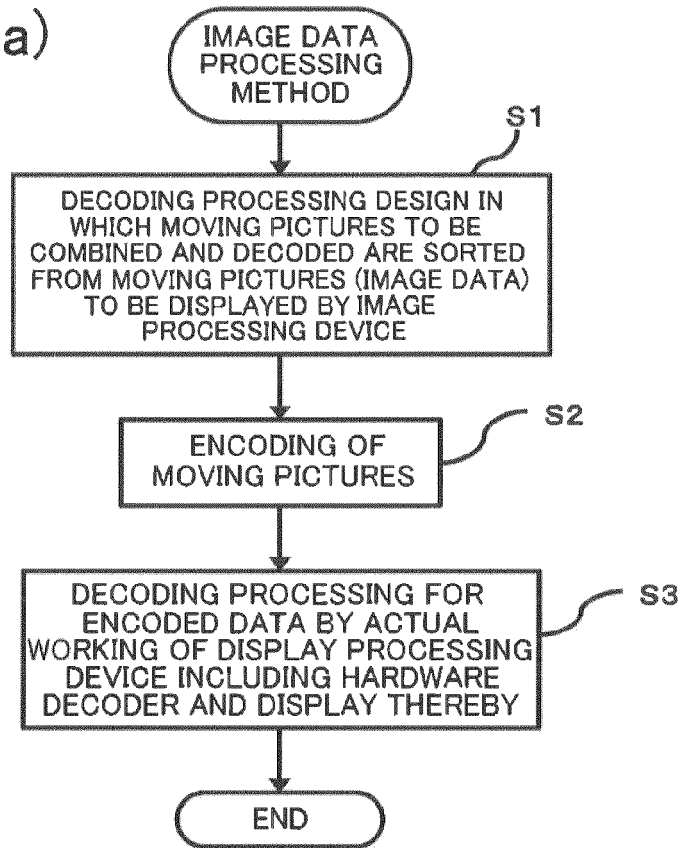 a)
IMAGE DATA
PROCESSING
METHOD
S1
DECODING PROCESSING DESIGN IN
WHICH MOVING PICTURES TO BE
COMBINED AND DECODED ARE SORTED
FROM MOVING PICTURES (IMAGE DATA)
TO BE DISPLAYED BY IMAGE
PROCESSING DEVICE
S2
ENCODING OF
MOVING PICTURES
S3
DECODING PROCESSING FOR
ENCODED DATA BY ACTUAL
WORKING OF DISPLAY PROCESSING
DEVICE INCLUDING HARDWARE
DECODER AND DISPLAY THEREBY
END